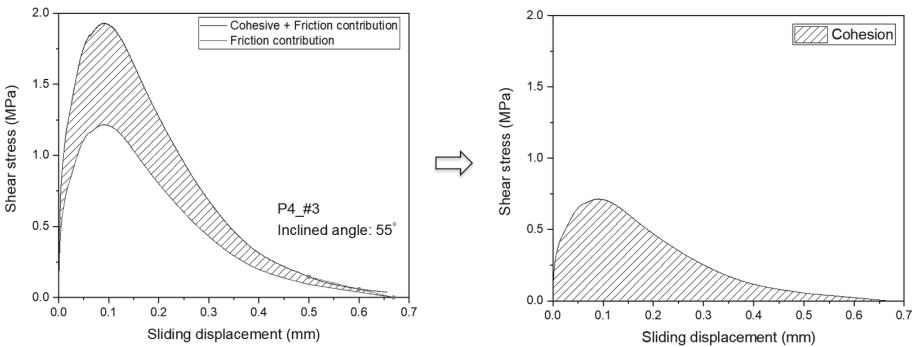 2.0
1.5
1.0
0.5
0.0
Shear stress (MPa)
Cohesive + Friction contribution
Friction contribution
P4_#3
Inclined angle: 55°
0.0 0.1 0.2 0.3 0.4 0.5 0.6 0.7
Sliding displacement (mm)
2.0
1.5
1.0
0.5
0.0
Shear stress (MPa)
Cohesion
0.0 0.1 0.2 0.3 0.4 0.5 0.6 0.7
Sliding displacement (mm)